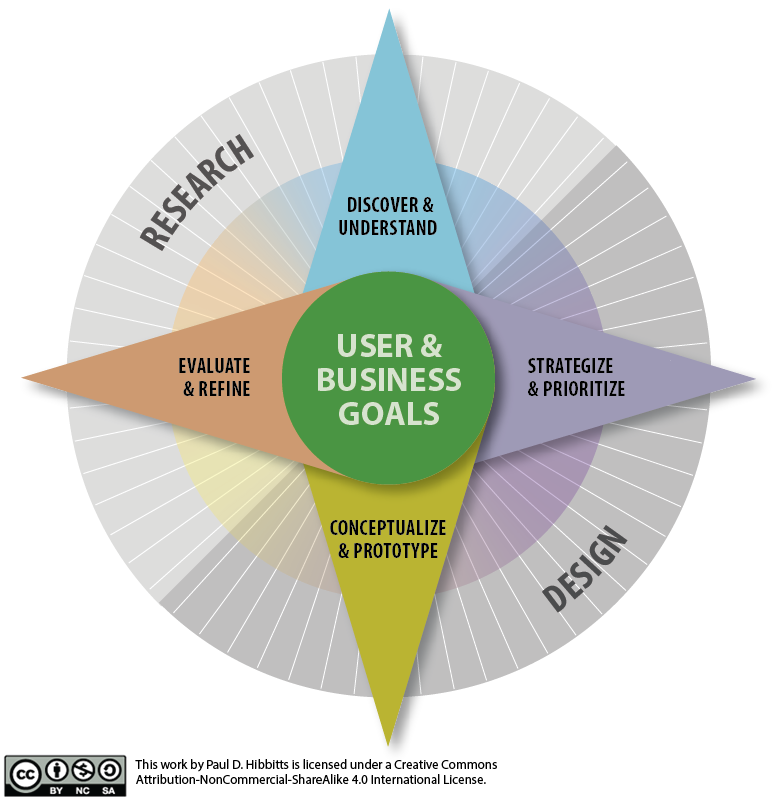 RESEARCH
DISCOVER &
UNDERSTAND
EVALUATE
& REFINE
USER &
BUSINESS
GOALS
STRATEGIZE
& PRIORITIZE
CONCEPTUALIZE
& PROTOTYPE
DESIGN
cc
BY NC SA
This work by Paul D. Hibbitts is licensed under a Creative Commons
Attribution-NonCommercial-ShareAlike 4.0 International License.